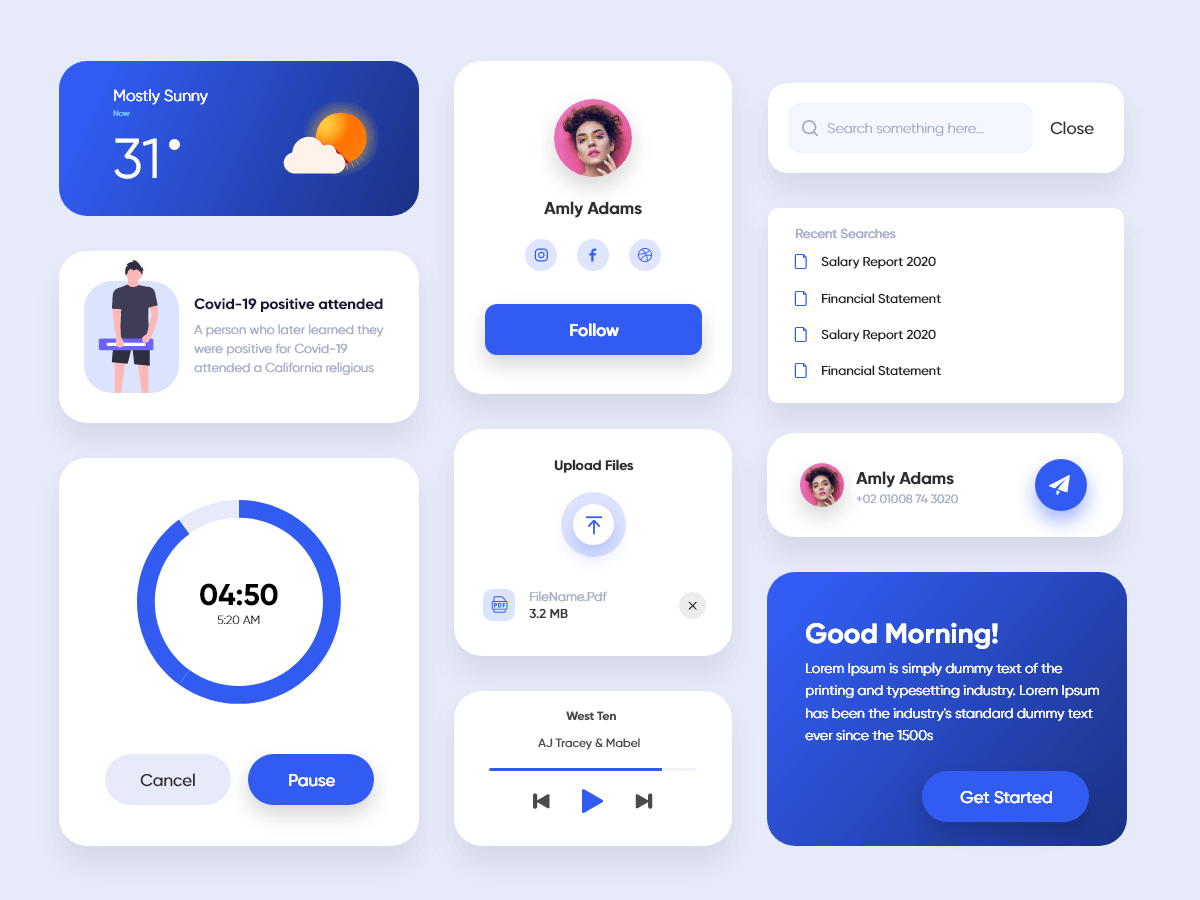 Mostly Sunny
Now
31°
Covid-19 positive attended
A person who later learned they
were positive for Covid-19
attended a California religious
04:50
5:20 AM
Cancel
Pause
Amly Adams
Follow
Upload Files
PDF
FileName.Pdf
3.2 MB
West Ten
AJ Tracey & Mabel
Search something here...
Close
Recent Searches
Salary Report 2020
Financial Statement
Salary Report 2020
Financial Statement
Amly Adams
+02 01008 74 3020
Good Morning!
Lorem Ipsum is simply dummy text of the
printing and typesetting industry. Lorem Ipsum
has been the industry's standard dummy text
ever since the 1500s
Get Started